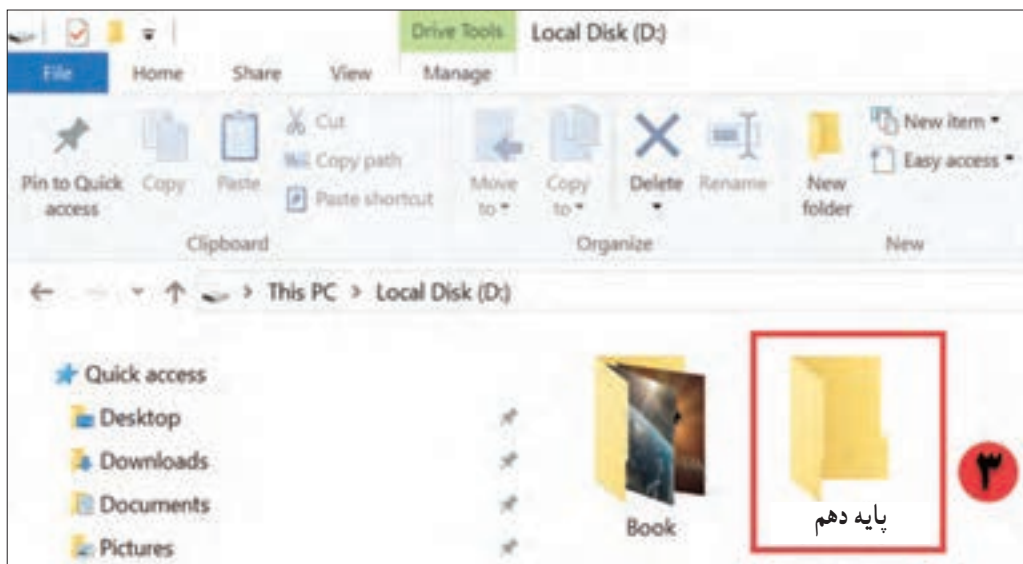 Drive Tools Local Disk (D:)
File Home Share View Manage
Pin to Quick access
Copy
Paste
Cut
Copy path
Paste shortcut
Clipboard
Move to
Copy to
Delete
Rename
Organize
New folder
New item
Easy access
New
This PC > Local Disk (D:)
Quick access
Desktop
Downloads
Documents
Pictures
Book
پایه دهم
۳